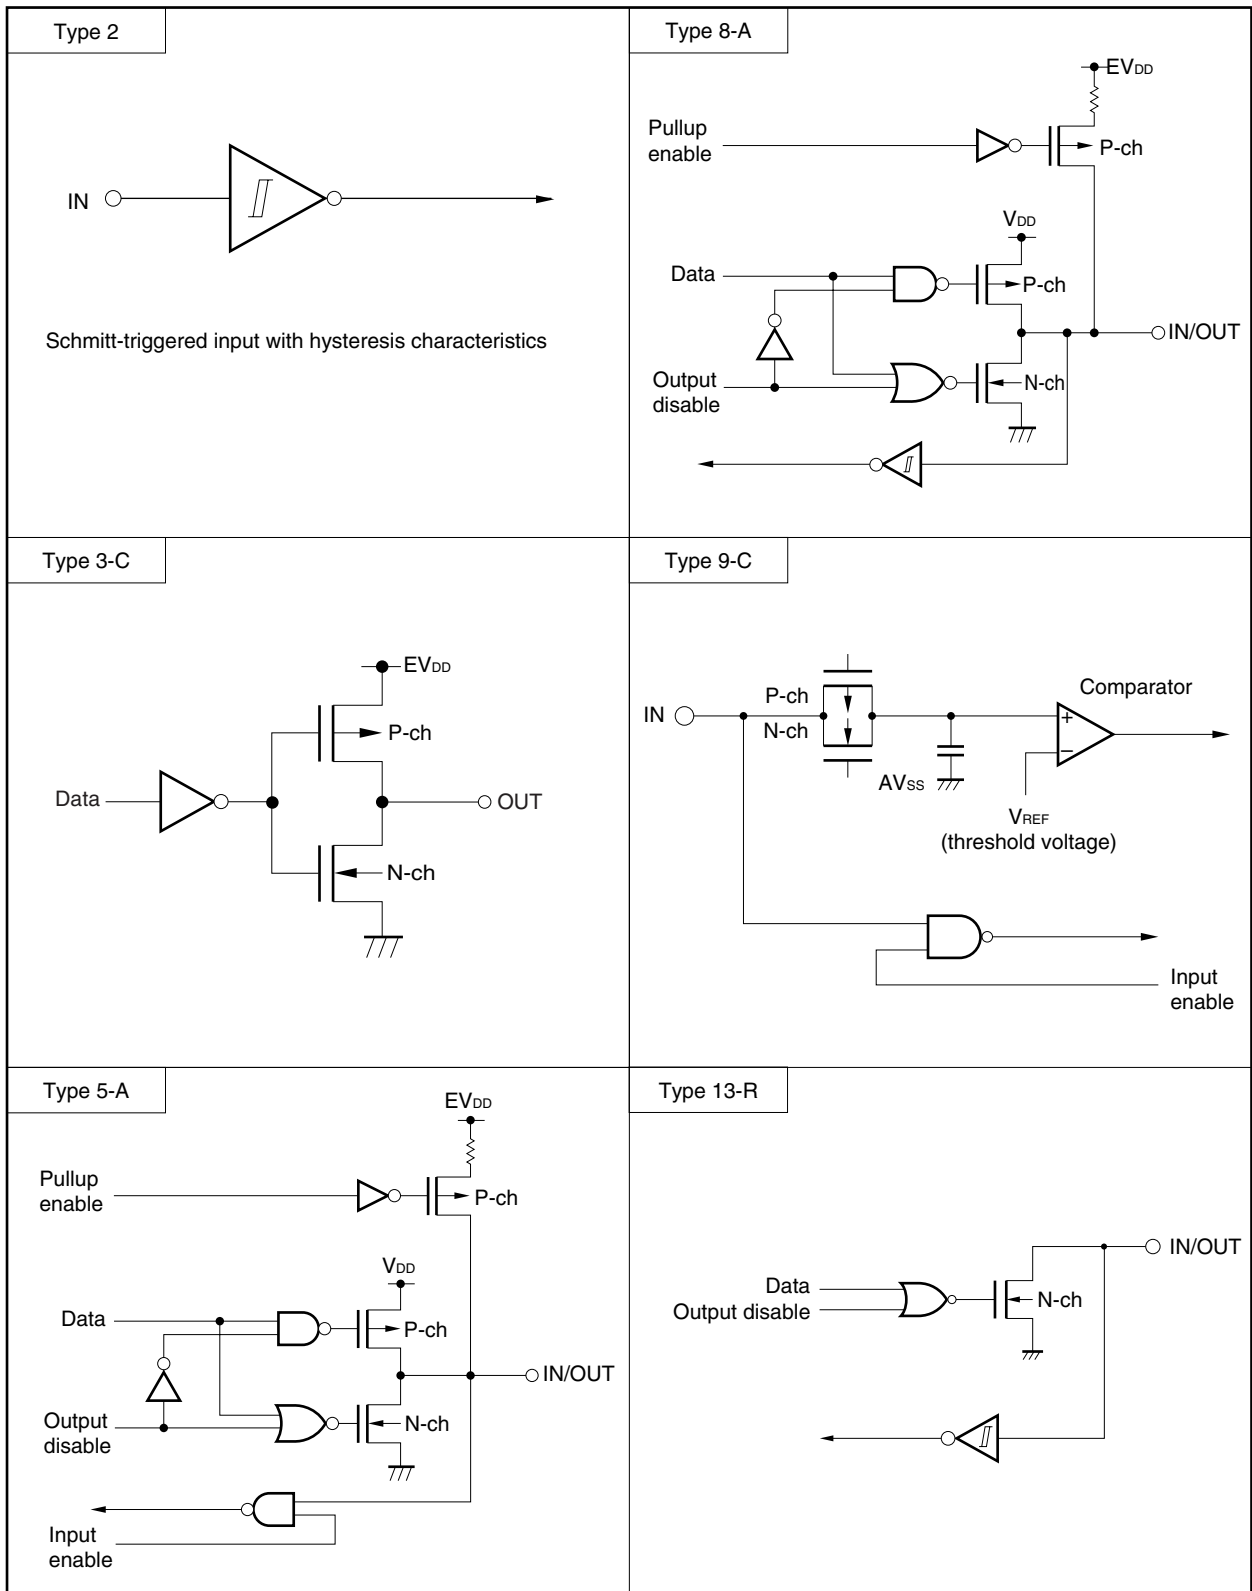 Type 2
IN
Schmitt-triggered input with hysteresis characteristics
Type 8-A
EVDD
Pullup
enable
P-ch
VDD
Data
P-ch
IN/OUT
Output
disable
N-ch
Type 3-C
EVDD
P-ch
Data
OUT
N-ch
Type 9-C
P-ch
IN
N-ch
Comparator
+
−
AVSS
VREF
(threshold voltage)
Input
enable
Type 5-A
EVDD
Pullup
enable
P-ch
VDD
Data
P-ch
IN/OUT
Output
disable
N-ch
Input
enable
Type 13-R
IN/OUT
Data
Output disable
N-ch